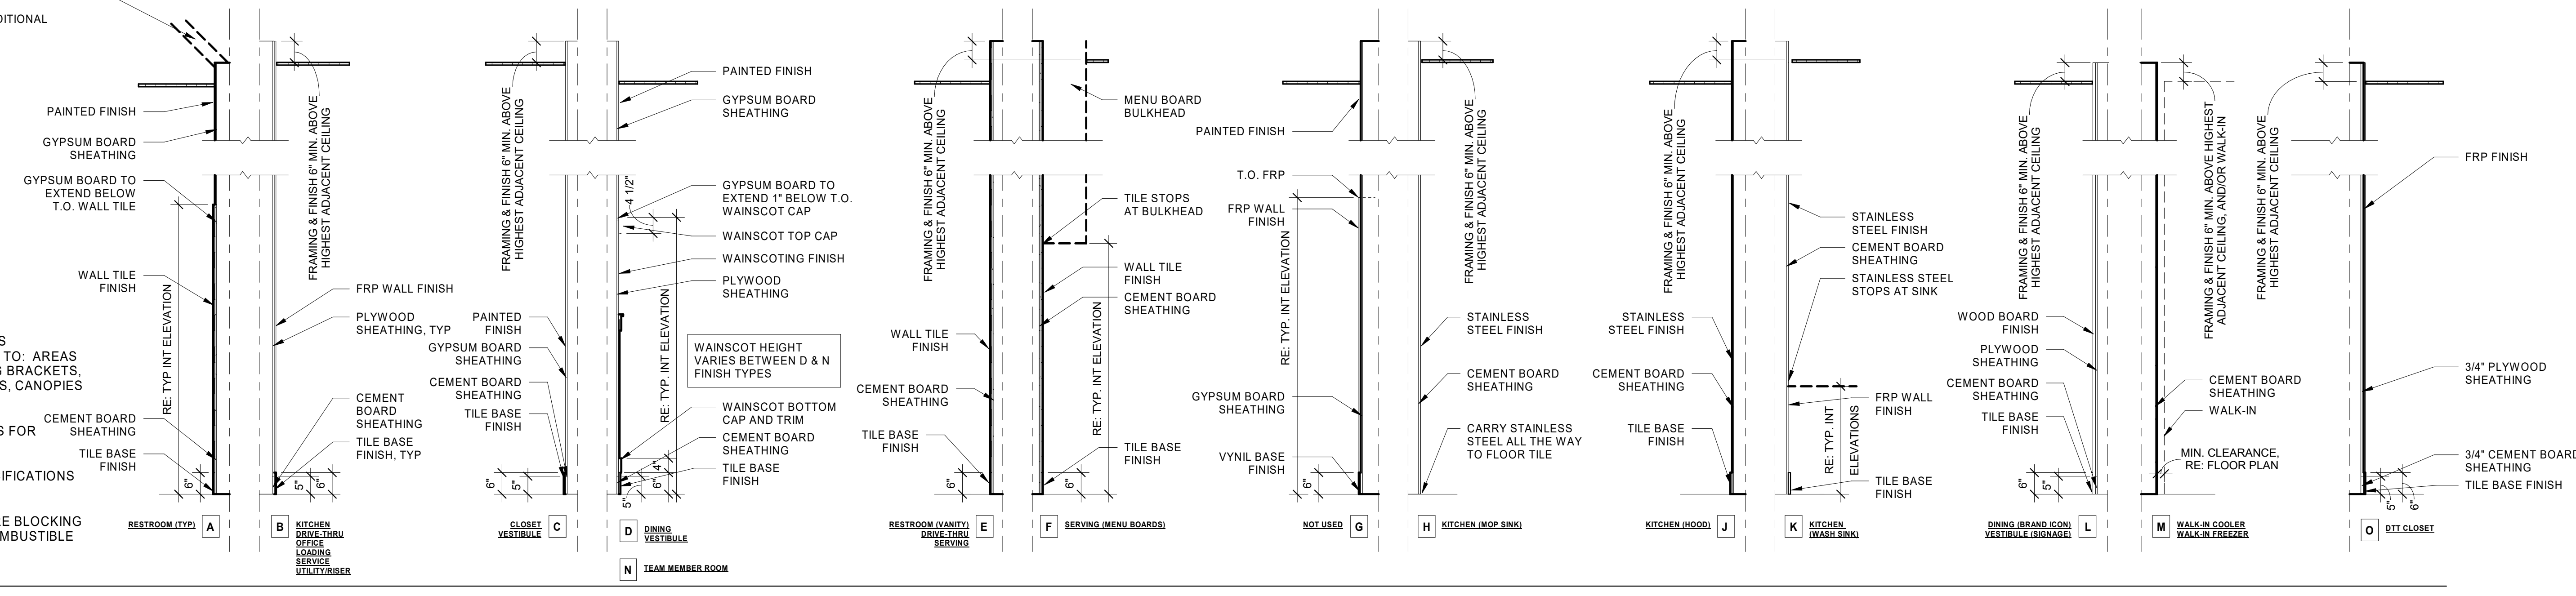 DITIONAL
PAINTED FINISH
GYPSUM BOARD
SHEATHING
GYPSUM BOARD TO
EXTEND BELOW
T.O. WALL TILE
WALL TILE
FINISH
RE: TYP INT ELEVATION
S
TO: AREAS
G BRACKETS,
S, CANOPIES
CEMENT BOARD
SHEATHING
S FOR
TILE BASE
FINISH
IFICATIONS
6"
RE BLOCKING
OMBUSTIBLE
RESTROOM (TYP)
A
FRAMING & FINISH 6" MIN. ABOVE
HIGHEST ADJACENT CEILING
FRP WALL FINISH
PLYWOOD
SHEATHING, TYP
CEMENT
BOARD
SHEATHING
TILE BASE
FINISH, TYP
5"
6"
B
KITCHEN
DRIVE-THRU
OFFICE
LOADING
SERVICE
UTILITY/RISER
FRAMING & FINISH 6" MIN. ABOVE
HIGHEST ADJACENT CEILING
PAINTED
FINISH
GYPSUM BOARD
SHEATHING
CEMENT BOARD
SHEATHING
TILE BASE
FINISH
6"
5"
CLOSET
VESTIBULE
C
PAINTED FINISH
GYPSUM BOARD
SHEATHING
4 1/2"
GYPSUM BOARD TO
EXTEND 1" BELOW T.O.
WAINSCOT CAP
WAINSCOT TOP CAP
WAINSCOTING FINISH
PLYWOOD
SHEATHING
RE: TYP. INT ELEVATION
WAINSCOT HEIGHT
VARIES BETWEEN D & N
FINISH TYPES
WAINSCOT BOTTOM
CAP AND TRIM
CEMENT BOARD
SHEATHING
TILE BASE
FINISH
5"
6"
4"
D
DINING
VESTIBULE
N
TEAM MEMBER ROOM
FRAMING & FINISH 6" MIN. ABOVE
HIGHEST ADJACENT CEILING
WALL TILE
FINISH
CEMENT BOARD
SHEATHING
TILE BASE
FINISH
RESTROOM (VANITY)
DRIVE-THRU
SERVING
E
MENU BOARD
BULKHEAD
TILE STOPS
AT BULKHEAD
WALL TILE
FINISH
CEMENT BOARD
SHEATHING
RE: TYP. INT ELEVATION
TILE BASE
FINISH
6"
F
SERVING (MENU BOARDS)
PAINTED FINISH
T.O. FRP
FRP WALL
FINISH
RE: TYP. INT ELEVATION
GYPSUM BOARD
SHEATHING
VYNIL BASE
FINISH
6"
NOT USED
G
FRAMING & FINISH 6" MIN. ABOVE
HIGHEST ADJACENT CEILING
STAINLESS
STEEL FINISH
CEMENT BOARD
SHEATHING
CARRY STAINLESS
STEEL ALL THE WAY
TO FLOOR TILE
H
KITCHEN (MOP SINK)
FRAMING & FINISH 6" MIN. ABOVE
HIGHEST ADJACENT CEILING
STAINLESS
STEEL FINISH
CEMENT BOARD
SHEATHING
TILE BASE
FINISH
KITCHEN (HOOD)
J
STAINLESS
STEEL FINISH
CEMENT BOARD
SHEATHING
STAINLESS STEEL
STOPS AT SINK
FRP WALL
FINISH
RE: TYP. INT
ELEVATIONS
TILE BASE
FINISH
K
KITCHEN
(WASH SINK)
FRAMING & FINISH 6" MIN. ABOVE
HIGHEST ADJACENT CEILING
WOOD BOARD
FINISH
PLYWOOD
SHEATHING
CEMENT BOARD
SHEATHING
TILE BASE
FINISH
6"
5"
DINING (BRAND ICON)
VESTIBULE (SIGNAGE)
L
FRAMING & FINISH 6" MIN. ABOVE HIGHEST
ADJACENT CEILING, AND/OR WALK-IN
CEMENT BOARD
SHEATHING
WALK-IN
MIN. CLEARANCE,
RE: FLOOR PLAN
M
WALK-IN COOLER
WALK-IN FREEZER
FRAMING & FINISH 6" MIN. ABOVE
HIGHEST ADJACENT CEILING
FRP FINISH
3/4" PLYWOOD
SHEATHING
3/4" CEMENT BOARD
SHEATHING
TILE BASE FINISH
5"
6"
O
DTT CLOSET